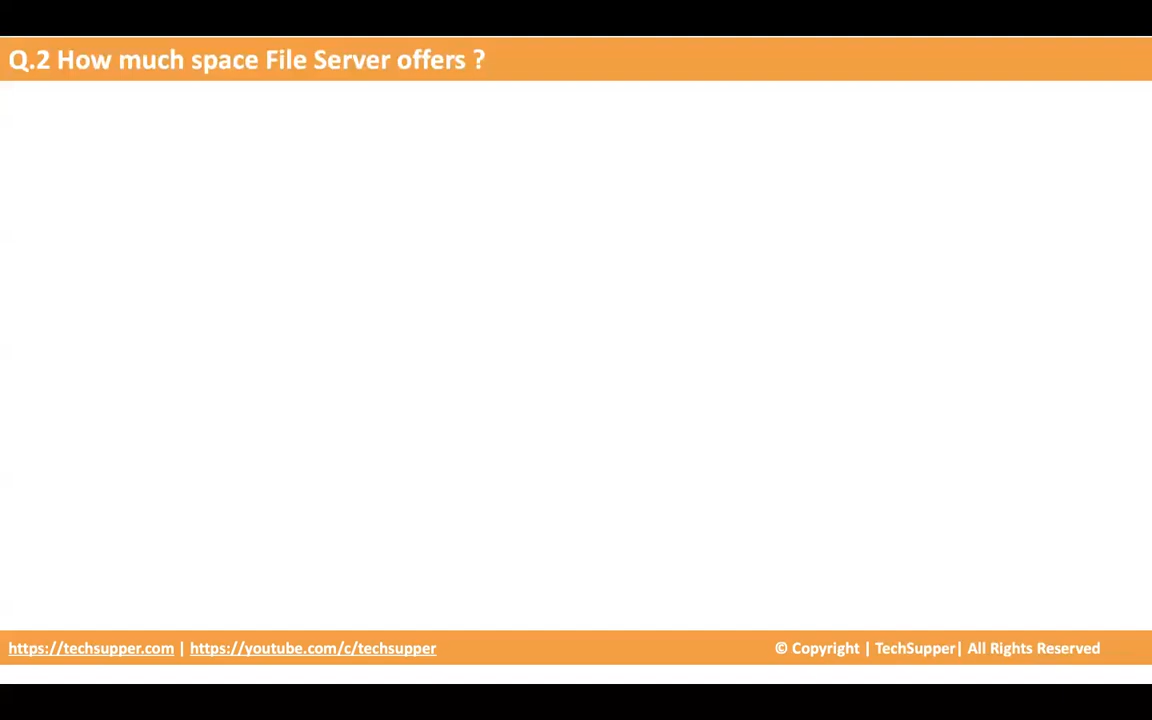 Q.2 How much space File Server offers ?
https://techsupper.com | https://youtube.com/c/techsupper
© Copyright | TechSupper| All Rights Reserved